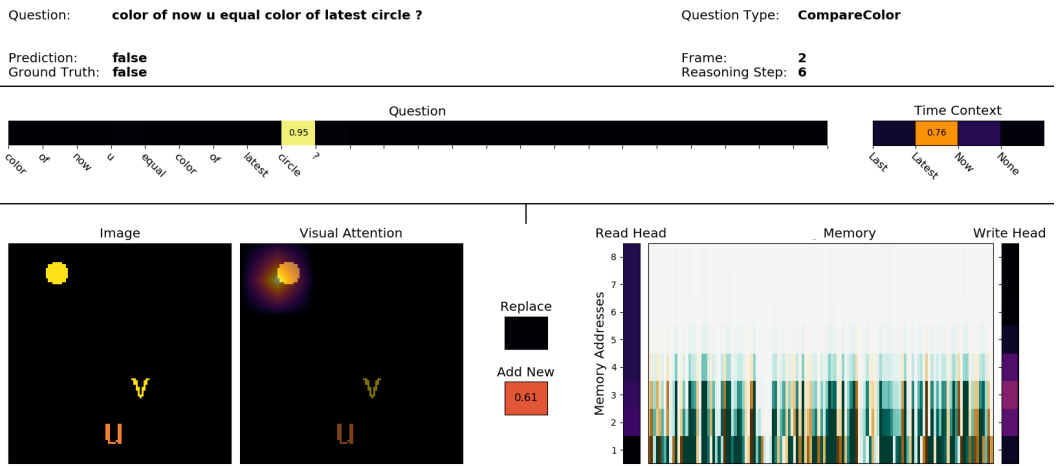 Question: color of now u equal color of latest circle ?
Question Type: CompareColor
Prediction: false
Ground Truth: false
Frame: 2
Reasoning Step: 6
Question
0.95
color of now u equal color of latest circle ?
Time Context
0.76
Last Latest Now None
Image
v
u
Visual Attention
v
u
Replace
Add New
0.61
Read Head
Memory
Write Head
Memory Addresses
8
7
6
5
4
3
2
1